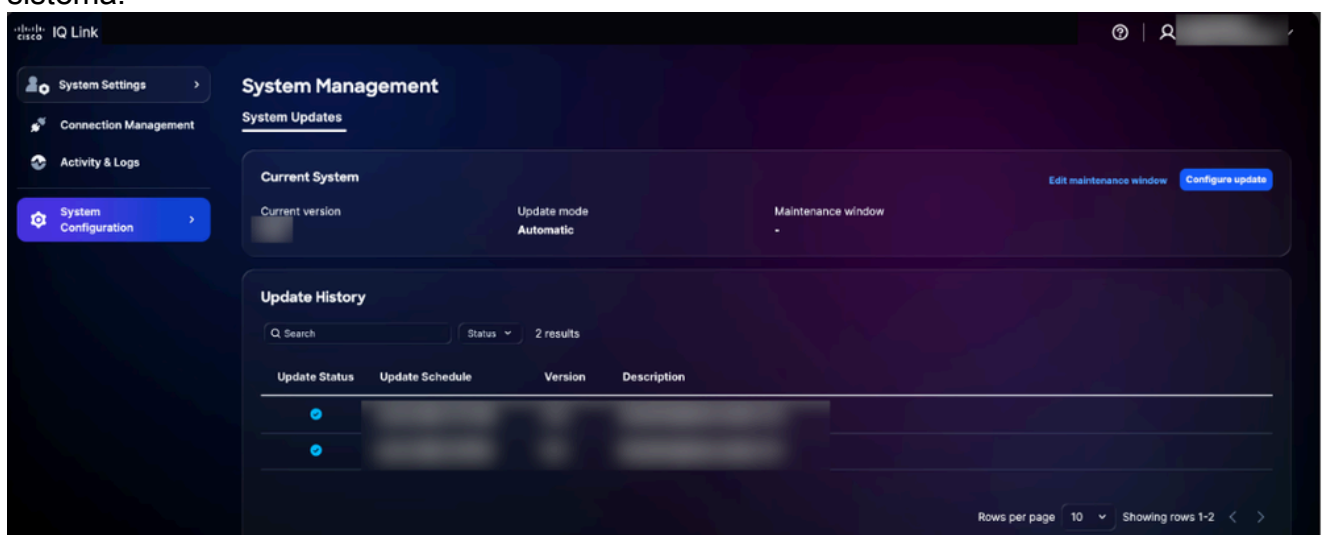 sistema.
cisco IQ Link
System Settings
Connection Management
Activity & Logs
System Configuration
System Management
System Updates
Current System
Edit maintenance window
Configure update
Current version
Update mode
Maintenance window
Automatic
-
Update History
Search
Status
2 results
Update Status Update Schedule Version Description
Rows per page 10 Showing rows 1-2